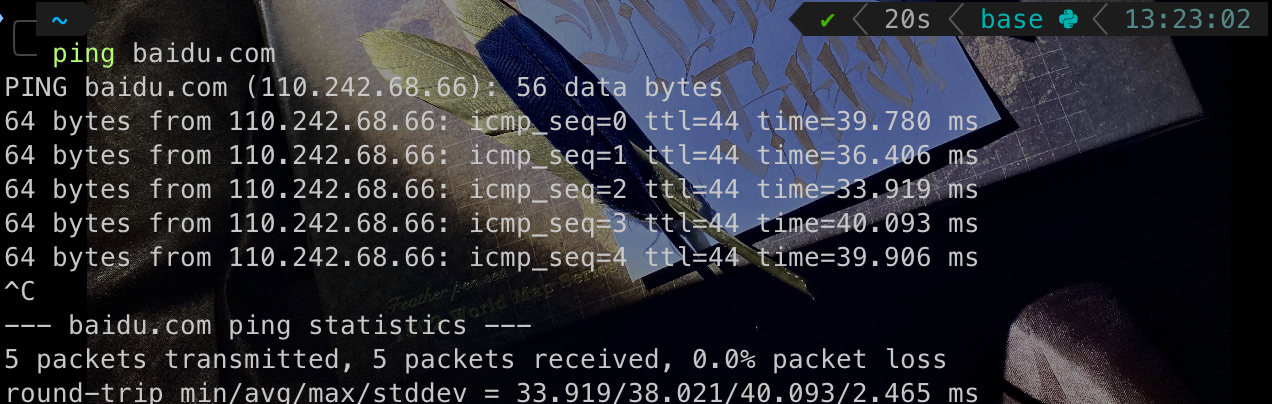 ~ ✔ 20s base 13:23:02
ping baidu.com
PING baidu.com (110.242.68.66): 56 data bytes
64 bytes from 110.242.68.66: icmp_seq=0 ttl=44 time=39.780 ms
64 bytes from 110.242.68.66: icmp_seq=1 ttl=44 time=36.406 ms
64 bytes from 110.242.68.66: icmp_seq=2 ttl=44 time=33.919 ms
64 bytes from 110.242.68.66: icmp_seq=3 ttl=44 time=40.093 ms
64 bytes from 110.242.68.66: icmp_seq=4 ttl=44 time=39.906 ms
^C
Feather pen and
World Map Series
--- baidu.com ping statistics ---
5 packets transmitted, 5 packets received, 0.0% packet loss
round-trip min/avg/max/stddev = 33.919/38.021/40.093/2.465 ms